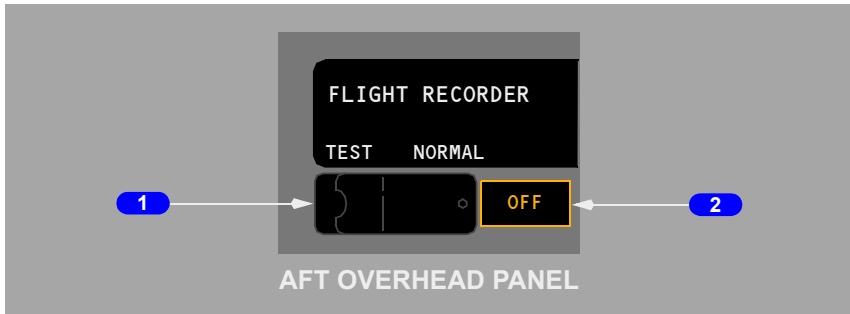 FLIGHT RECORDER
TEST NORMAL
1
OFF
2
AFT OVERHEAD PANEL